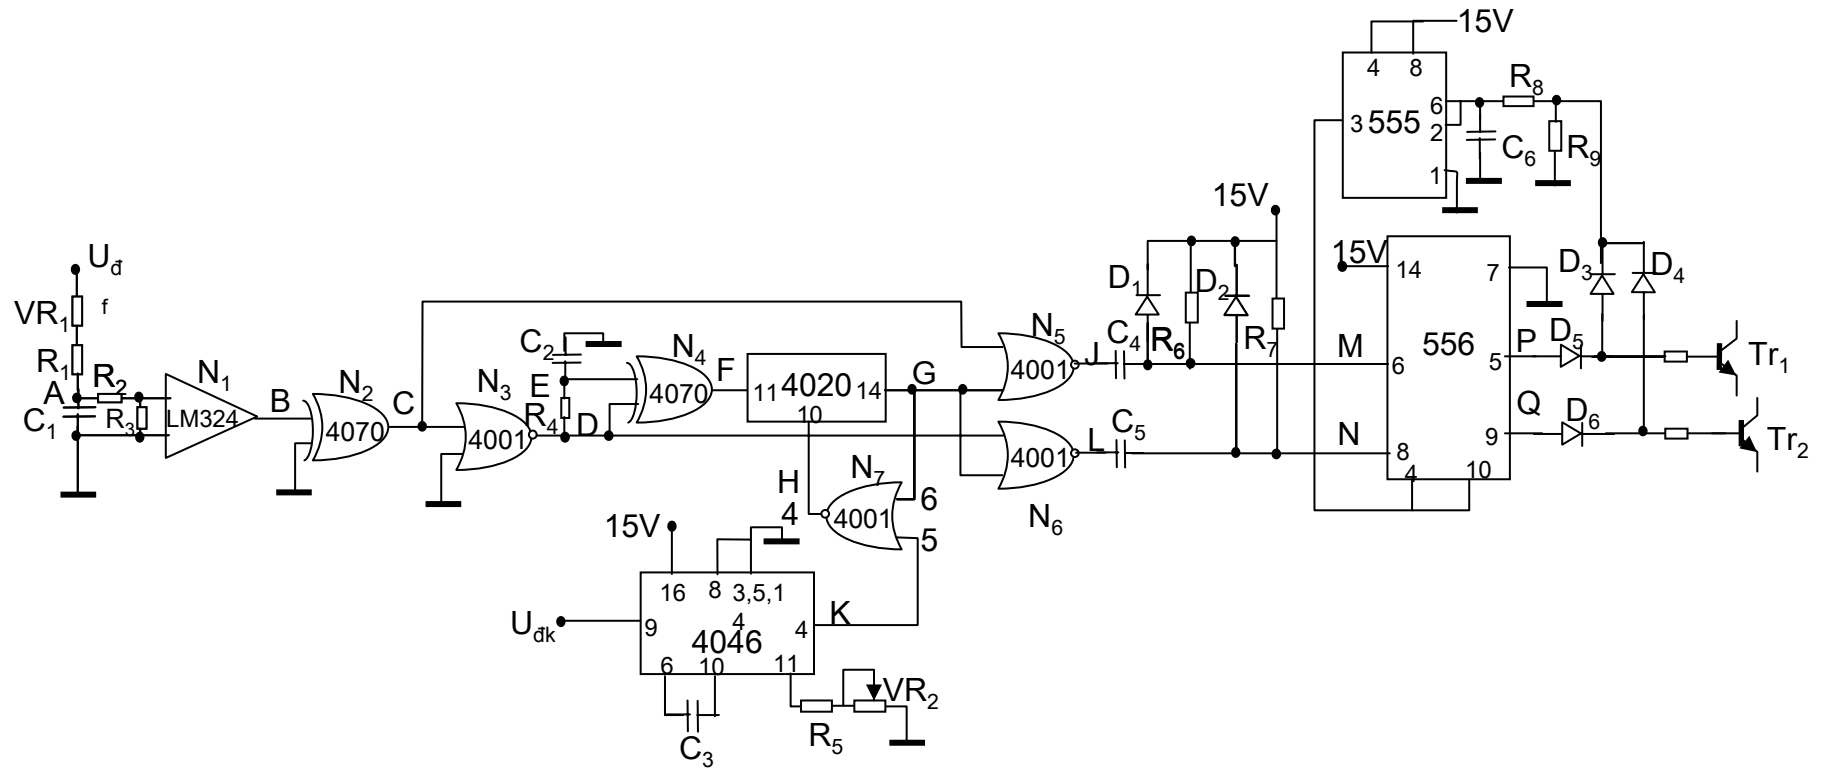 15V
4 8
R8
6
3 555
2
C6
R9
1
15V
Uđ
f
VR1
R1
A
R2
C1
R3
N1
LM324
B
N2
4070
C
N3
4001
C2
E
R4
D
N4
4070
F
11 4020 14
10
G
N5
4001
J
C4
D1
R6
D2
R7
M
15V
14 7
556
6 5
P
D5
D3
D4
Tr1
N6
4001
L
C5
N
8 9
4 10
Q
D6
Tr2
H
4
N7
4001
6
5
15V
16 8 3,5,1
4
Uđk
9 4
4046
K
6 10 11
C3
R5
VR2